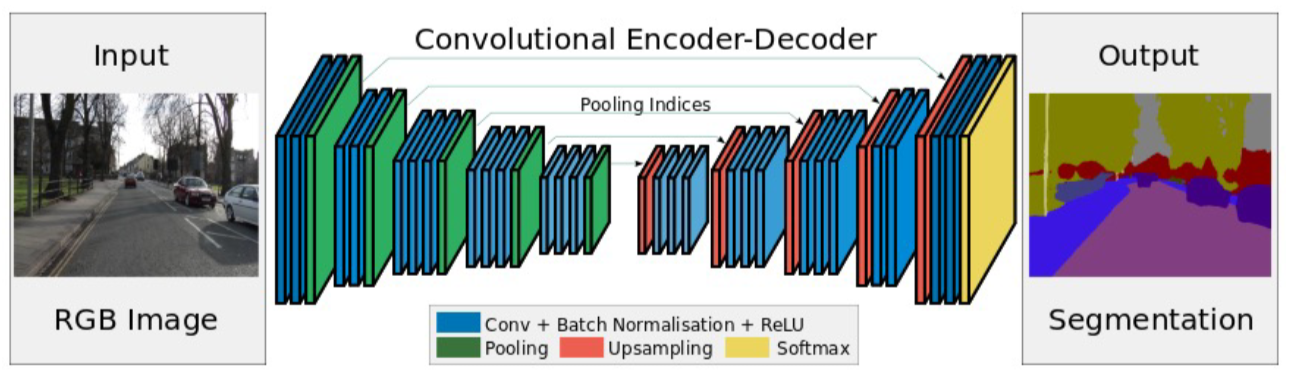 Input
RGB Image
Convolutional Encoder-Decoder
Pooling Indices
Conv + Batch Normalisation + ReLU
Pooling
Upsampling
Softmax
Output
Segmentation